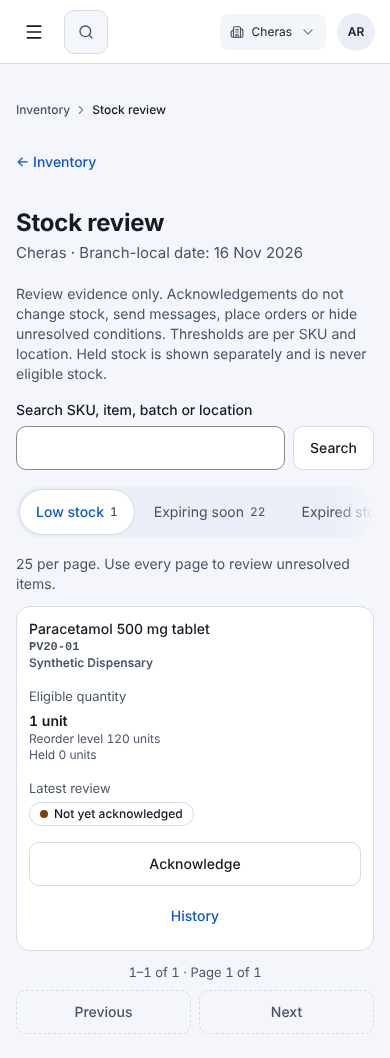 Cheras
AR
Inventory
Stock review
← Inventory
Stock review
Cheras · Branch-local date: 16 Nov 2026
Review evidence only. Acknowledgements do not
change stock, send messages, place orders or hide
unresolved conditions. Thresholds are per SKU and
location. Held stock is shown separately and is never
eligible stock.
Search SKU, item, batch or location
Search
Low stock 1
Expiring soon 22
Expired
25 per page. Use every page to review unresolved
items.
Paracetamol 500 mg tablet
PV20-01
Synthetic Dispensary
Eligible quantity
1 unit
Reorder level 120 units
Held 0 units
Latest review
Not yet acknowledged
Acknowledge
History
1–1 of 1 · Page 1 of 1
Previous
Next